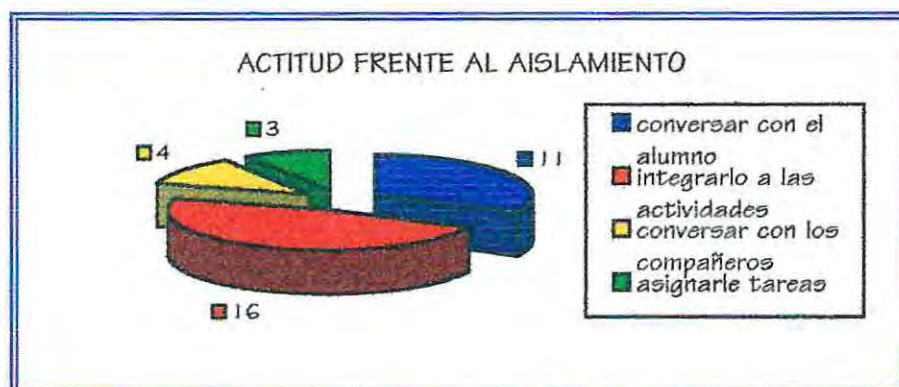 ACTITUD FRENTE AL AISLAMIENTO
3
4
11
16
conversar con el
alumno
integrarlo a las
actividades
conversar con los
compañeros
asignarle tareas